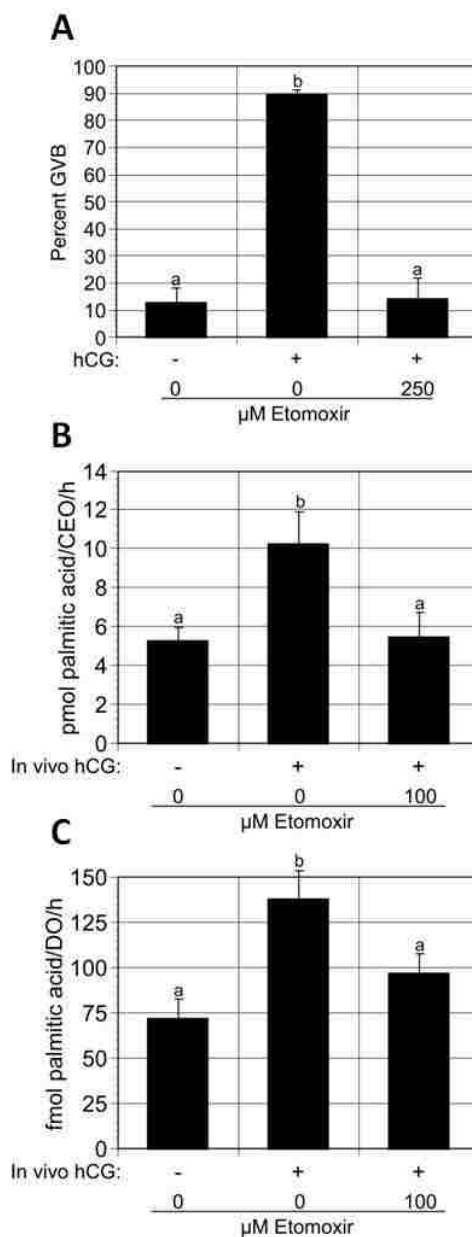 A
Percent GVB
100
90
80
70
60
50
40
30
20
10
0
a
b
a
hCG: - + +
0 0 250
µM Etomoxir
B
pmol palmitic acid/CEO/h
14
12
10
8
6
4
2
0
a
b
a
In vivo hCG: - + +
0 0 100
µM Etomoxir
C
fmol palmitic acid/DO/h
150
125
100
75
50
25
0
a
b
a
In vivo hCG: - + +
0 0 100
µM Etomoxir